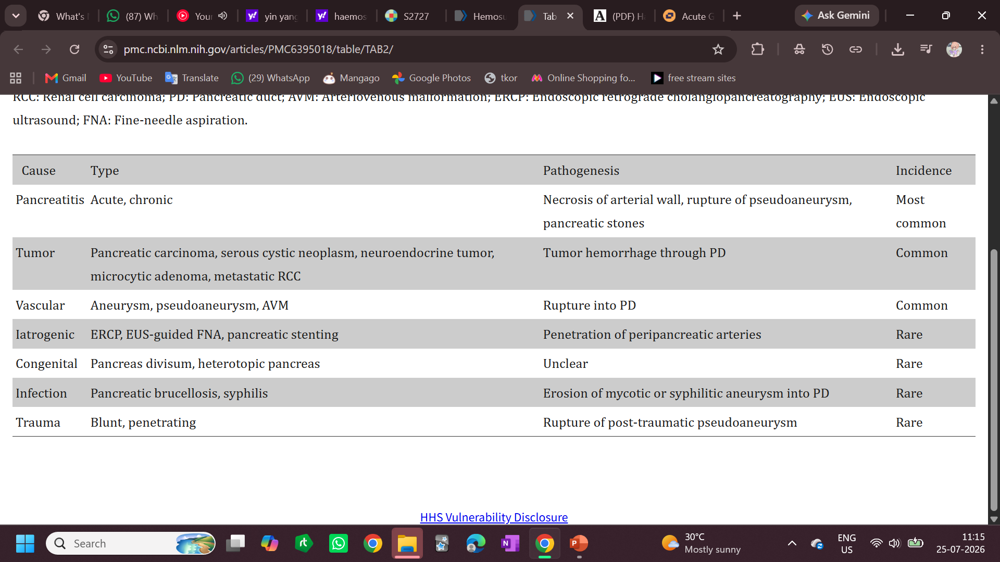 What's
(87) Wh
Your
yin yang
haemos
S2727
Hemosu
Tab
(PDF) H
Acute G
Ask Gemini
pmc.ncbi.nlm.nih.gov/articles/PMC6395018/table/TAB2/
Gmail
YouTube
Translate
(29) WhatsApp
Mangago
Google Photos
tkor
Online Shopping fo...
free stream sites
RCC: Renal cell carcinoma; PD: Pancreatic duct; AVM: Arteriovenous malformation; ERCP: Endoscopic retrograde cholangiopancreatography; EUS: Endoscopic
ultrasound; FNA: Fine-needle aspiration.
Cause Type Pathogenesis Incidence
Pancreatitis Acute, chronic Necrosis of arterial wall, rupture of pseudoaneurysm, Most
pancreatic stones common
Tumor Pancreatic carcinoma, serous cystic neoplasm, neuroendocrine tumor, Tumor hemorrhage through PD Common
microcytic adenoma, metastatic RCC
Vascular Aneurysm, pseudoaneurysm, AVM Rupture into PD Common
Iatrogenic ERCP, EUS-guided FNA, pancreatic stenting Penetration of peripancreatic arteries Rare
Congenital Pancreas divisum, heterotopic pancreas Unclear Rare
Infection Pancreatic brucellosis, syphilis Erosion of mycotic or syphilitic aneurysm into PD Rare
Trauma Blunt, penetrating Rupture of post-traumatic pseudoaneurysm Rare
HHS Vulnerability Disclosure
Search
30°C
Mostly sunny
ENG
US
11:15
25-07-2026